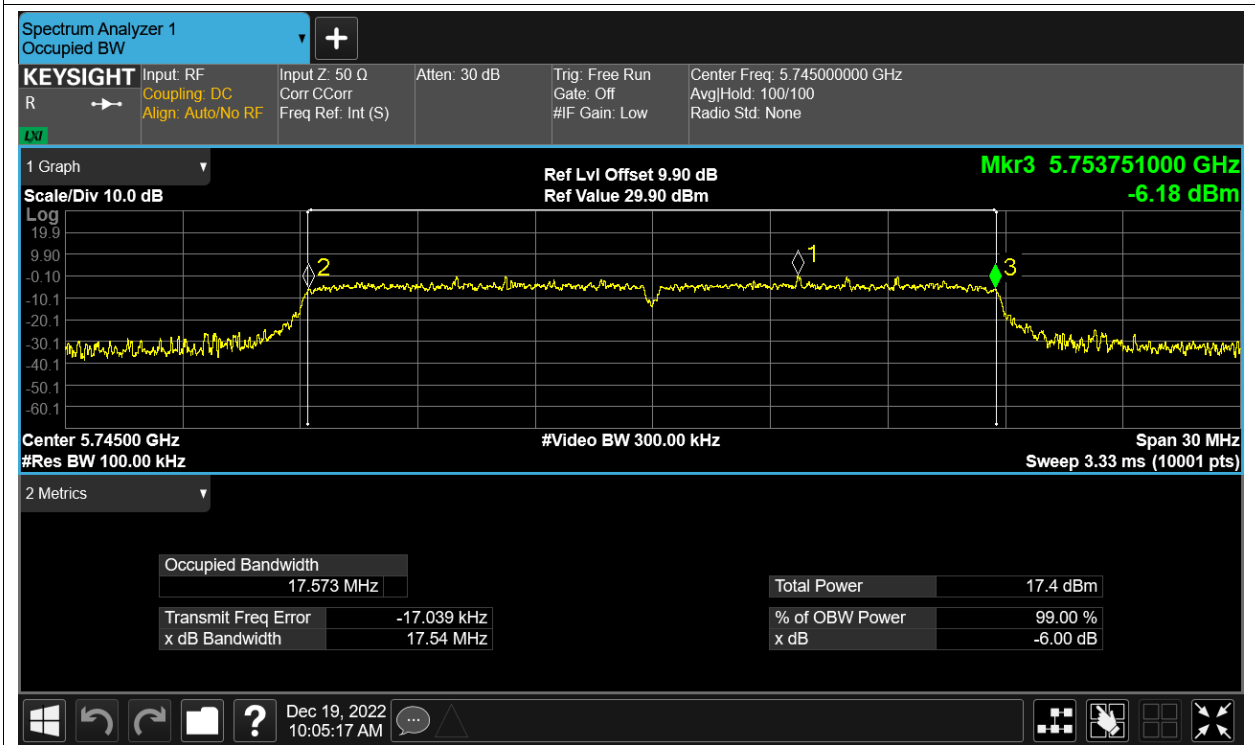 Spectrum Analyzer 1
Occupied BW
KEYSIGHT
R
LXI
Input: RF
Coupling: DC
Align: Auto/No RF
Input Z: 50 Ω
Corr CCorr
Freq Ref: Int (S)
Atten: 30 dB
Trig: Free Run
Gate: Off
#IF Gain: Low
Center Freq: 5.745000000 GHz
Avg|Hold: 100/100
Radio Std: None
1 Graph
Scale/Div 10.0 dB
Ref Lvl Offset 9.90 dB
Ref Value 29.90 dBm
Mkr3 5.753751000 GHz
-6.18 dBm
Log
19.9
9.90
-0.10
-10.1
-20.1
-30.1
-40.1
-50.1
-60.1
2
1
3
Center 5.74500 GHz
#Res BW 100.00 kHz
#Video BW 300.00 kHz
Span 30 MHz
Sweep 3.33 ms (10001 pts)
2 Metrics
Occupied Bandwidth
17.573 MHz
Transmit Freq Error -17.039 kHz
x dB Bandwidth 17.54 MHz
Total Power 17.4 dBm
% of OBW Power 99.00 %
x dB -6.00 dB
?
Dec 19, 2022
10:05:17 AM